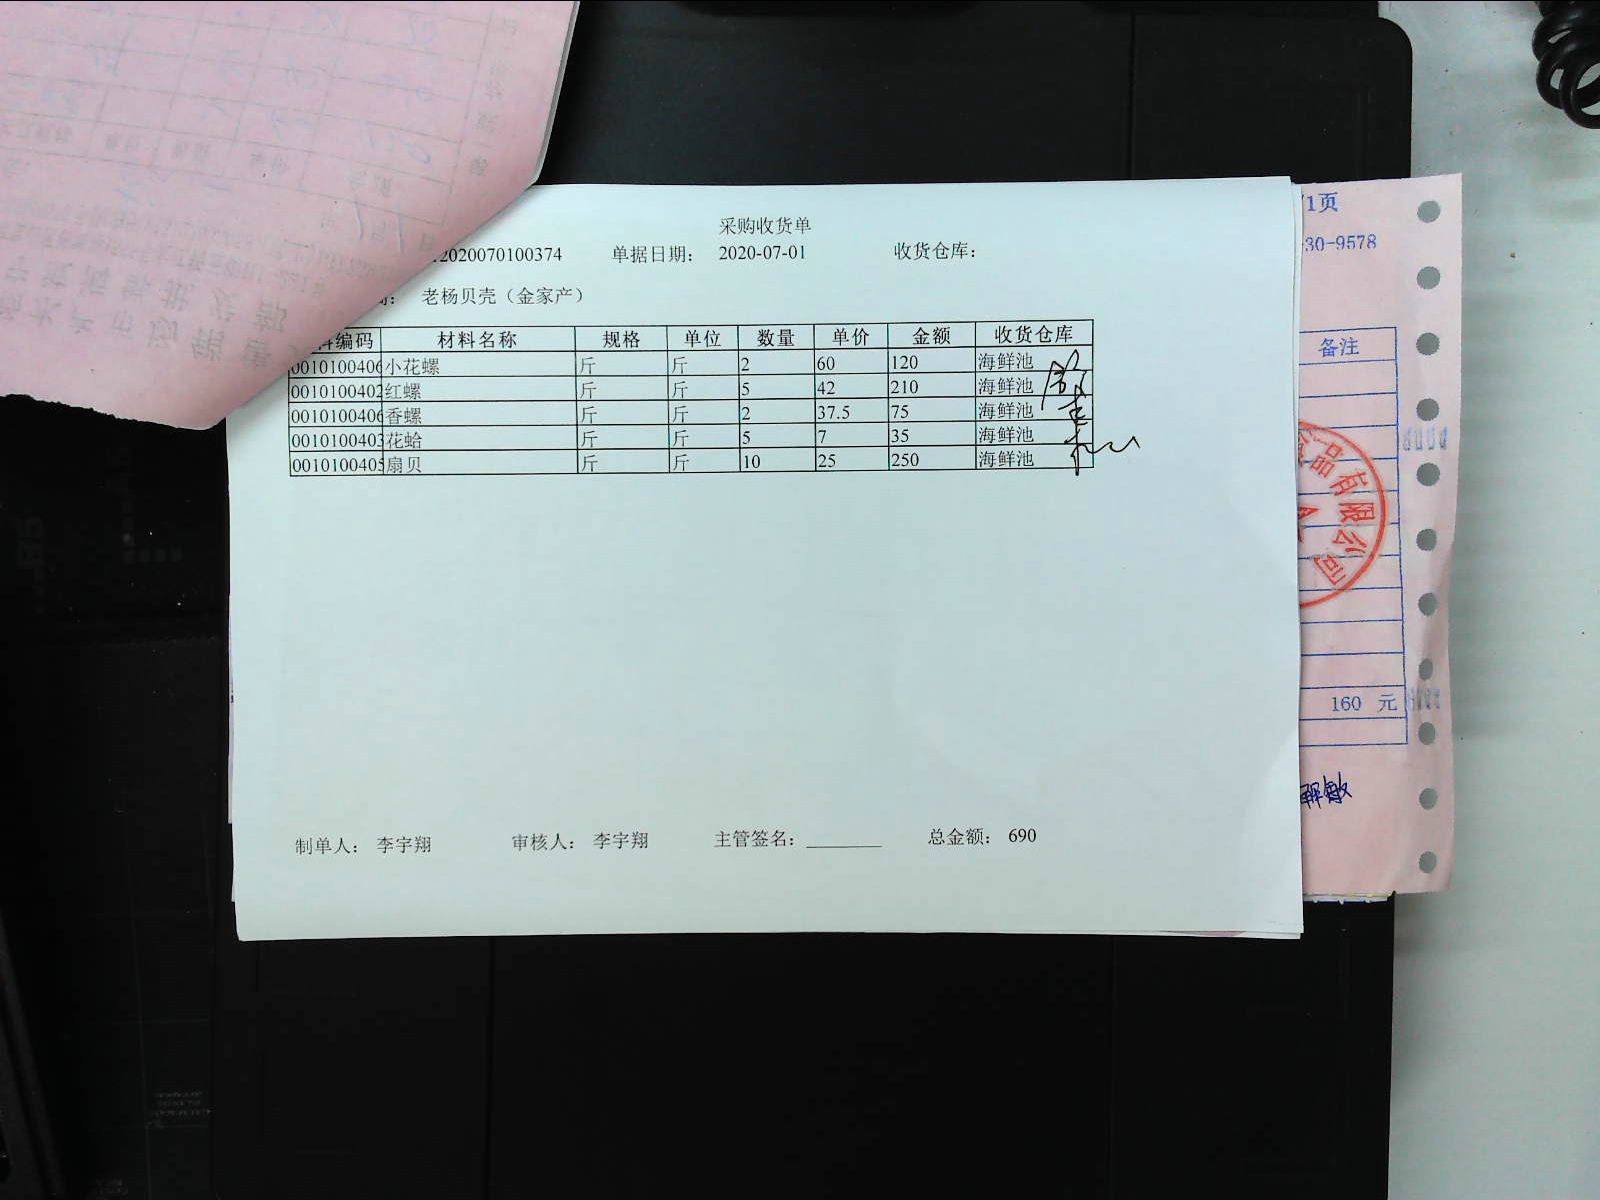 采购收货单
2020070100374 单据日期： 2020-07-01 收货仓库：
老杨贝壳（金家产）
编码 材料名称 规格 单位 数量 单价 金额 收货仓库
0010100406 小花螺 斤 斤 2 60 120 海鲜池
0010100402 红螺 斤 斤 5 42 210 海鲜池
0010100406 香螺 斤 斤 2 37.5 75 海鲜池
0010100403 花蛤 斤 斤 5 7 35 海鲜池
0010100405 扇贝 斤 斤 10 25 250 海鲜池
制单人： 李宇翔 审核人： 李宇翔 主管签名： 总金额： 690
/1页
30-9578
备注
品有限公司
160 元